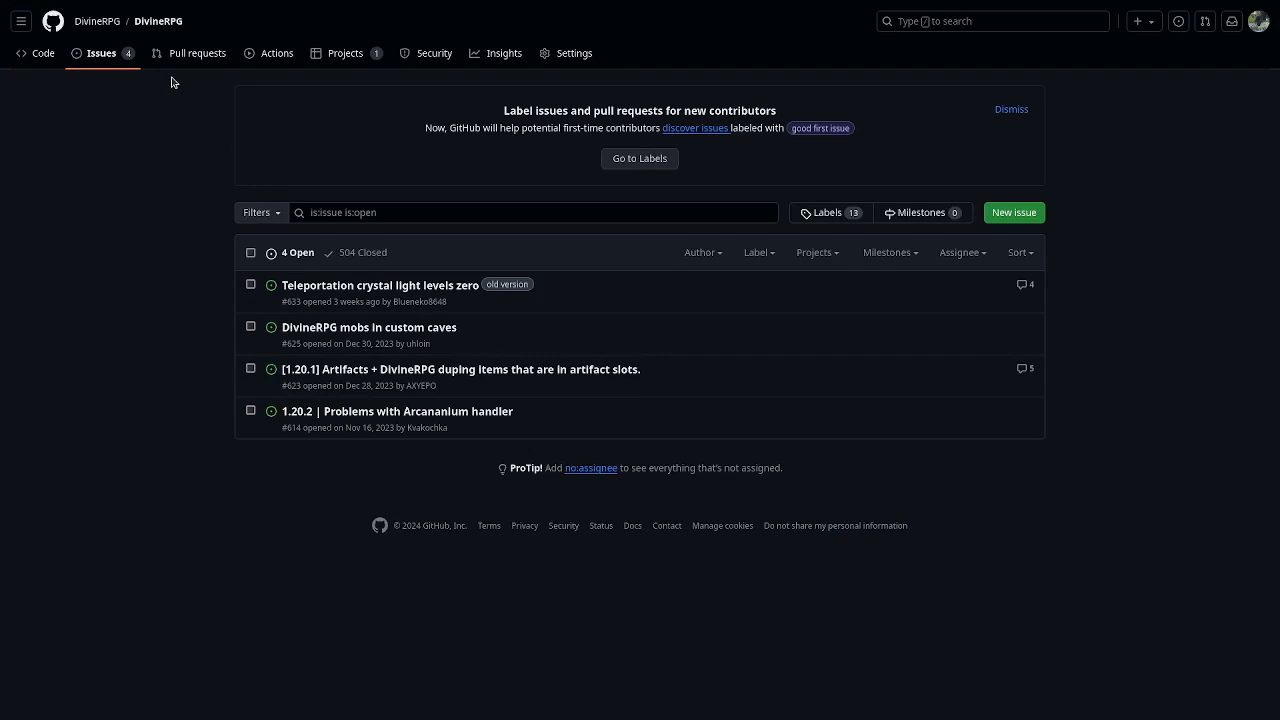 DivineRPG / DivineRPG
Type / to search
Code Issues 4 Pull requests Actions Projects 1 Security Insights Settings
Label issues and pull requests for new contributors
Dismiss
Now, GitHub will help potential first-time contributors discover issues labeled with good first issue
Go to Labels
Filters is:issue is:open Labels 13 Milestones 0 New issue
4 Open 504 Closed Author Label Projects Milestones Assignee Sort
Teleportation crystal light levels zero old version 4
#633 opened 3 weeks ago by Blueneko8648
DivineRPG mobs in custom caves
#625 opened on Dec 30, 2023 by uhloin
[1.20.1] Artifacts + DivineRPG duping items that are in artifact slots. 5
#623 opened on Dec 28, 2023 by AXYEPO
1.20.2 | Problems with Arcananium handler
#614 opened on Nov 16, 2023 by Kvakochka
ProTip! Add no:assignee to see everything that's not assigned.
© 2024 GitHub, Inc. Terms Privacy Security Status Docs Contact Manage cookies Do not share my personal information